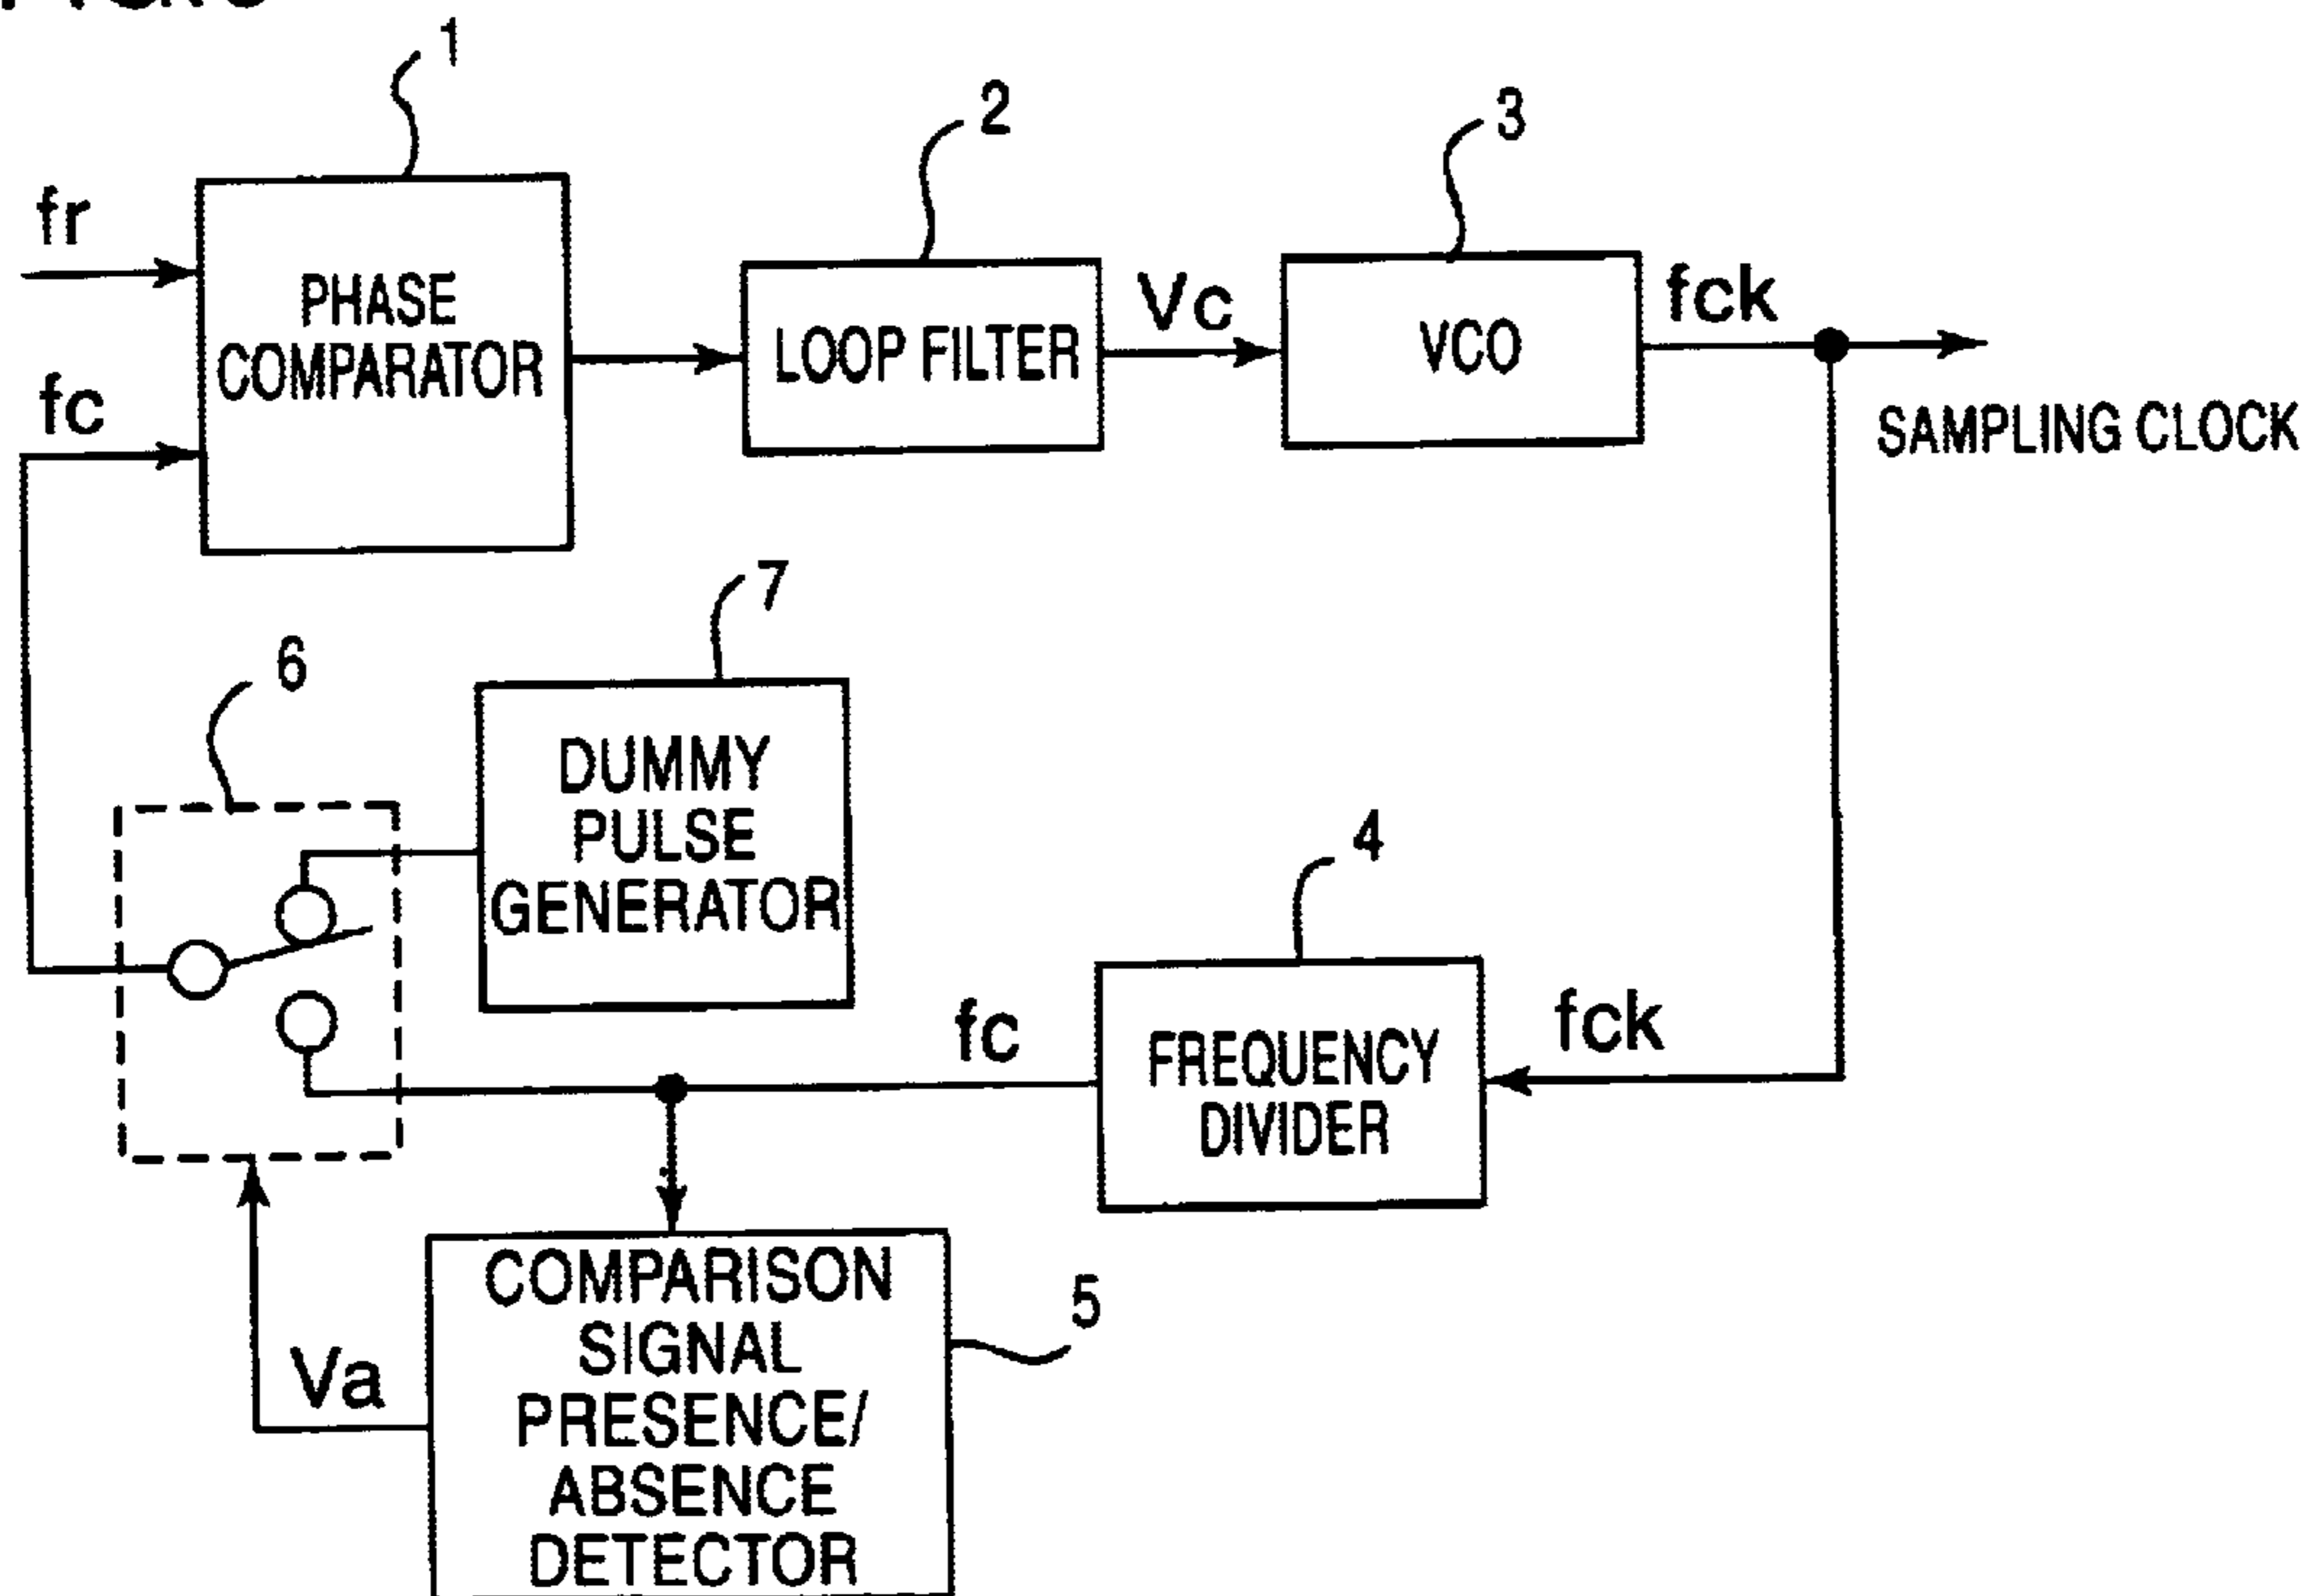 1
2
3
fr
PHASE
COMPARATOR
fc
LOOP FILTER
Vc
VCO
fck
SAMPLING CLOCK
7
6
DUMMY
PULSE
GENERATOR
4
fc
FREQUENCY
DIVIDER
fck
COMPARISON
SIGNAL
PRESENCE/
ABSENCE
DETECTOR
5
Va